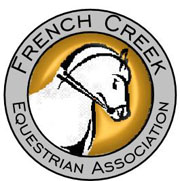 FRENCH CREEK
EQUESTRIAN ASSOCIATION